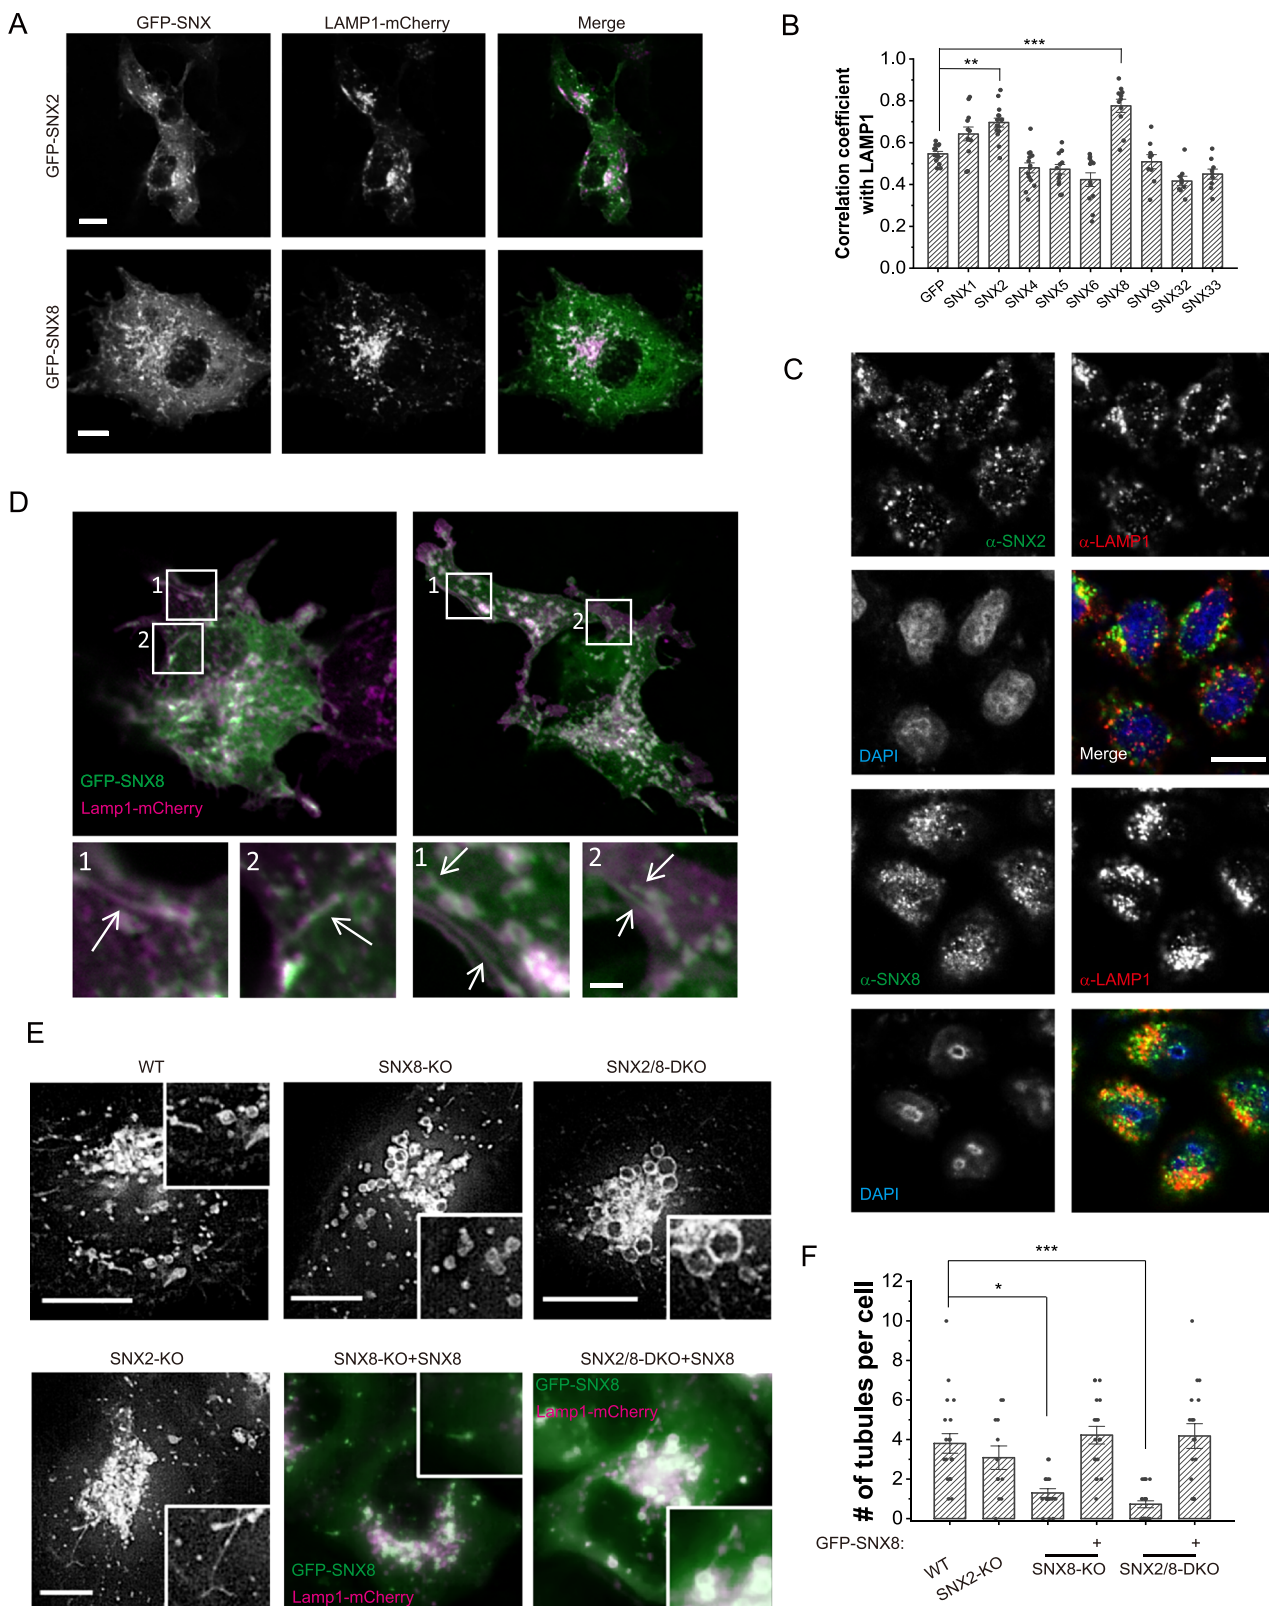 A
GFP-SNX
LAMP1-mCherry
Merge
GFP-SNX2
GFP-SNX8
B
***
**
Correlation coefficient
with LAMP1
1.0
0.8
0.6
0.4
0.2
0.0
GFP
SNX1
SNX2
SNX4
SNX5
SNX6
SNX8
SNX9
SNX32
SNX33
C
α-SNX2
α-LAMP1
DAPI
Merge
α-SNX8
α-LAMP1
DAPI
D
1
2
GFP-SNX8
Lamp1-mCherry
1
2
1
2
1
2
E
WT
SNX8-KO
SNX2/8-DKO
SNX2-KO
SNX8-KO+SNX8
SNX2/8-DKO+SNX8
GFP-SNX8
Lamp1-mCherry
GFP-SNX8
Lamp1-mCherry
F
***
*
# of tubules per cell
12
10
8
6
4
2
0
GFP-SNX8:
+
+
WT
SNX2-KO
SNX8-KO
SNX2/8-DKO